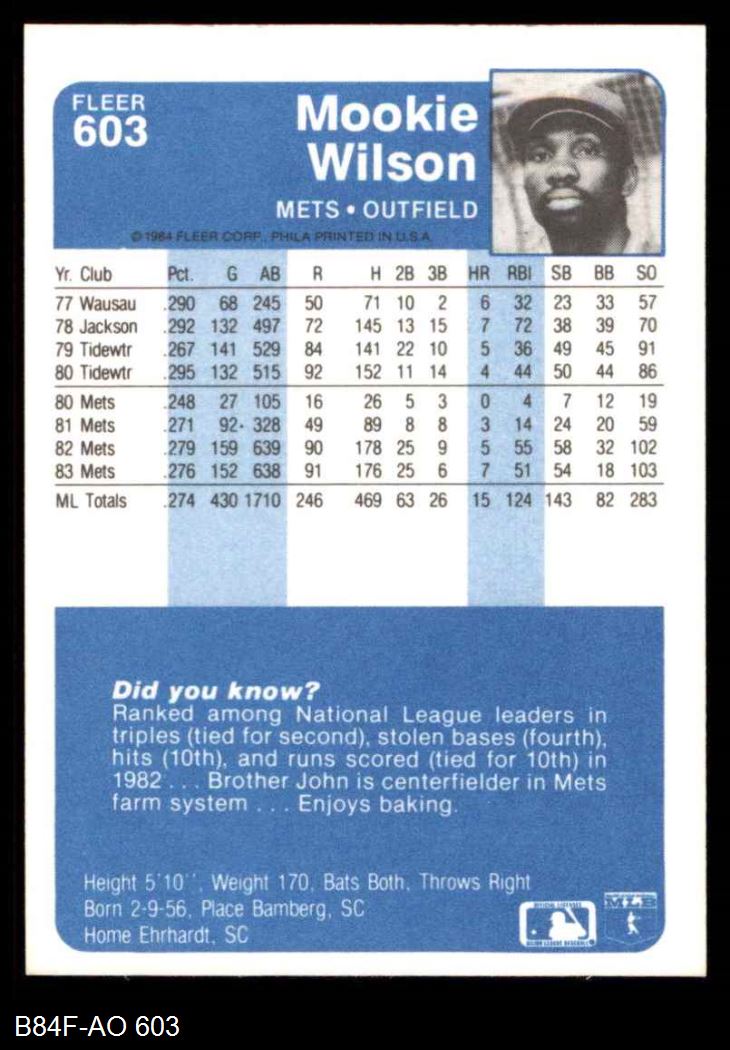 FLEER
603
Mookie
Wilson
METS • OUTFIELD
© 1984 FLEER CORP., PHILA PRINTED IN U.S.A.
Yr. Club Pct. G AB R H 2B 3B HR RBI SB BB SO
77 Wausau .290 68 245 50 71 10 2 6 32 23 33 57
78 Jackson .292 132 497 72 145 13 15 7 72 38 39 70
79 Tidewtr .267 141 529 84 141 22 10 5 36 49 45 91
80 Tidewtr .295 132 515 92 152 11 14 4 44 50 44 86
80 Mets .248 27 105 16 26 5 3 0 4 7 12 19
81 Mets .271 92 328 49 89 8 8 3 14 24 20 59
82 Mets .279 159 639 90 178 25 9 5 55 58 32 102
83 Mets .276 152 638 91 176 25 6 7 51 54 18 103
ML Totals .274 430 1710 246 469 63 26 15 124 143 82 283
Did you know?
Ranked among National League leaders in
triples (tied for second), stolen bases (fourth),
hits (10th), and runs scored (tied for 10th) in
1982 . . . Brother John is centerfielder in Mets
farm system . . . Enjoys baking.
Height 5'10'', Weight 170, Bats Both, Throws Right
Born 2-9-56, Place Bamberg, SC
Home Ehrhardt, SC
OFFICIAL LICENSEE
MAJOR LEAGUE BASEBALL
MLB
B84F-AO 603